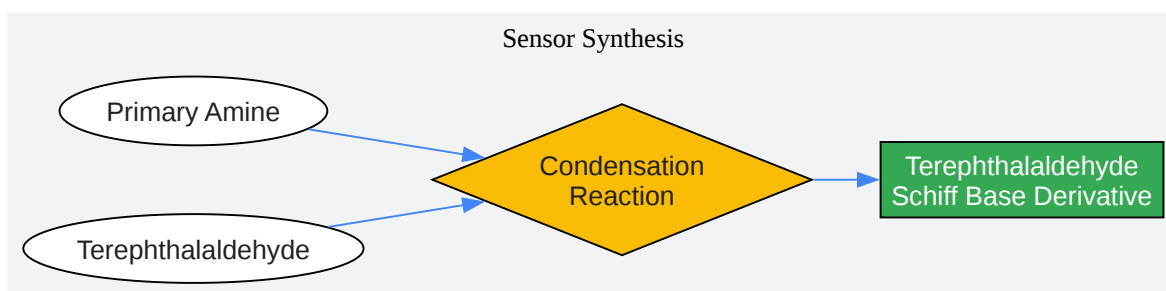 Sensor Synthesis
Primary Amine
Terephthalaldehyde
Condensation
Reaction
Terephthalaldehyde
Schiff Base Derivative